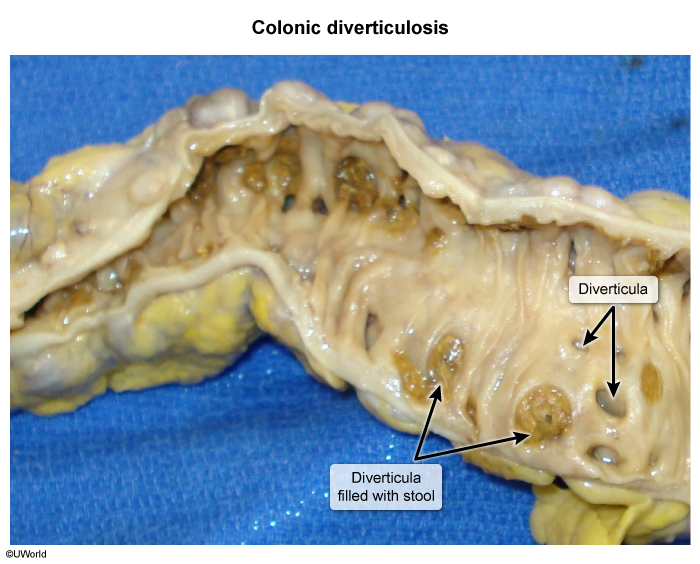 Colonic diverticulosis
Diverticula
Diverticula
filled with stool
©UWorld